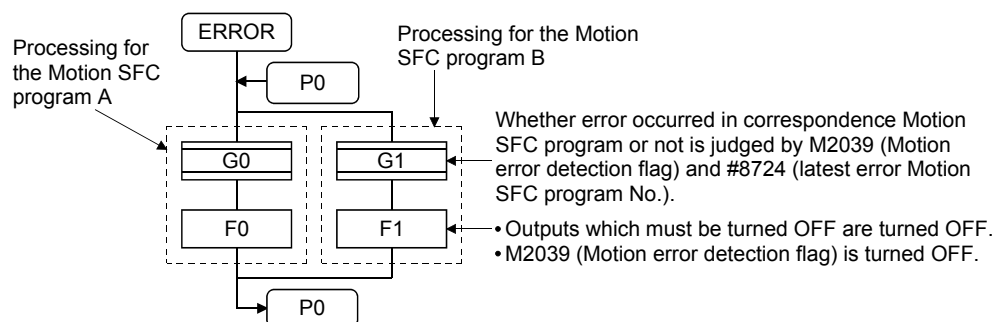 ERROR
Processing for
the Motion SFC
program A
P0
Processing for the Motion
SFC program B
G0
G1
Whether error occurred in correspondence Motion
SFC program or not is judged by M2039 (Motion
error detection flag) and #8724 (latest error Motion
SFC program No.).
F0
F1
• Outputs which must be turned OFF are turned OFF.
• M2039 (Motion error detection flag) is turned OFF.
P0